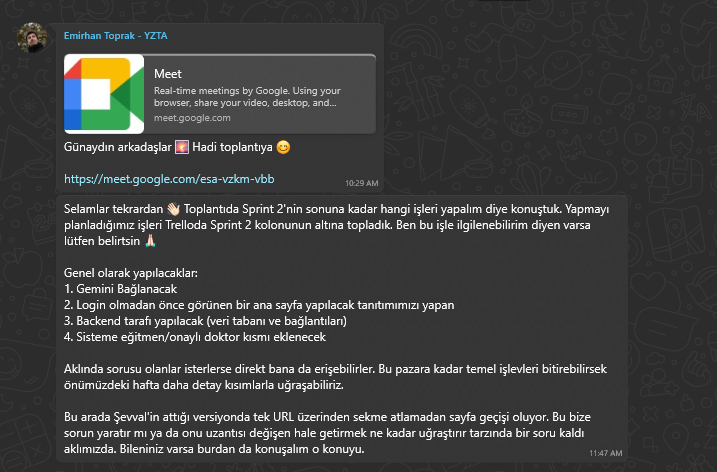 Emirhan Toprak - YZTA
Meet
Real-time meetings by Google. Using your
browser, share your video, desktop, and...
meet.google.com
Günaydın arkadaşlar 🌅 Hadi toplantıya 😊
https://meet.google.com/esa-vzkm-vbb
10:29 AM
Selamlar tekrardan 👋🏻 Toplantıda Sprint 2'nin sonuna kadar hangi işleri yapalım diye konuştuk. Yapmayı
planladığımız işleri Trelloda Sprint 2 kolonunun altına topladık. Ben bu işle ilgilenebilirim diyen varsa
lütfen belirtsin 🙏🏻
Genel olarak yapılacaklar:
1. Gemini Bağlanacak
2. Login olmadan önce görünen bir ana sayfa yapılacak tanıtımımızı yapan
3. Backend tarafı yapılacak (veri tabanı ve bağlantıları)
4. Sisteme eğitmen/onaylı doktor kısmı eklenecek
Aklında sorusu olanlar isterlerse direkt bana da erişebilirler. Bu pazara kadar temel işlevleri bitirebilirsek
önümüzdeki hafta daha detay kısımlarla uğraşabiliriz.
Bu arada Şevval'in attığı versiyonda tek URL üzerinden sekme atlamadan sayfa geçişi oluyor. Bu bize
sorun yaratır mı ya da onu uzantısı değişen hale getirmek ne kadar uğraştırır tarzında bir soru kaldı
aklımızda. Bileniniz varsa burdan da konuşalım o konuyu.
11:47 AM